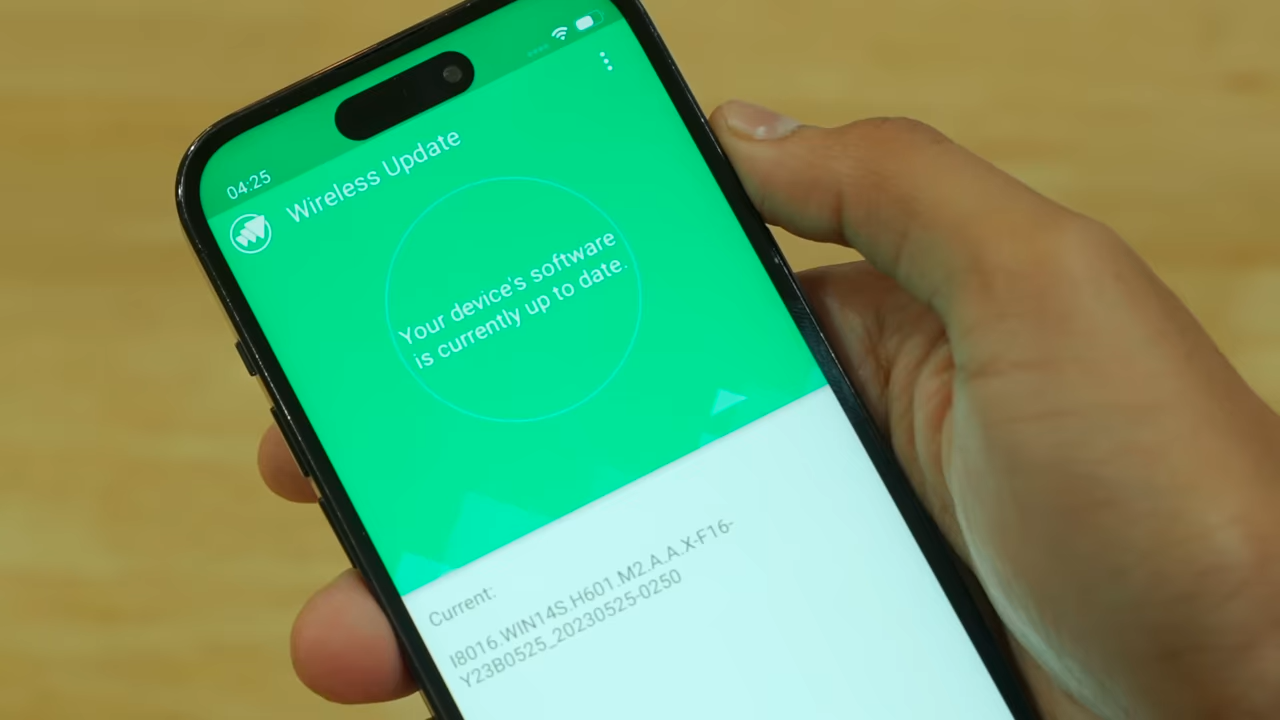 04:25
Wireless Update
Your device's software
is currently up to date.
Current:
I8016.WIN14S.H601.M2.A.A.X-F16-
Y23B0525_20230525-0250